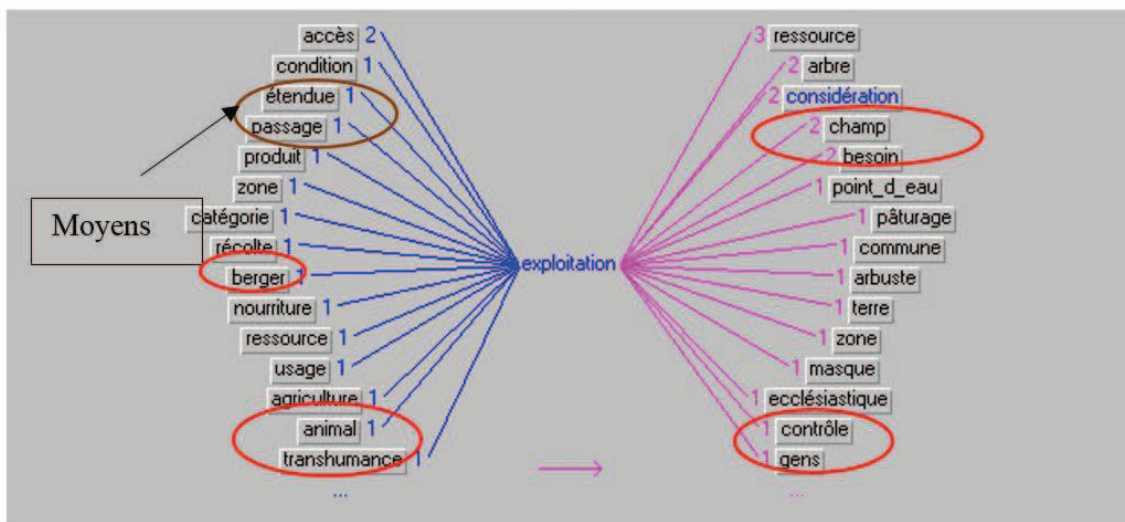 accès 2
condition 1
étendue 1
passage 1
produit 1
zone 1
catégorie 1
récolte 1
berger 1
nourriture 1
ressource 1
usage 1
agriculture 1
animal 1
transhumance 1
...
Moyens
exploitation
3 ressource
2 arbre
2 considération
2 champ
2 besoin
1 point_d_eau
1 pâturage
1 commune
1 arbuste
1 terre
1 zone
1 masque
1 ecclésiastique
1 contrôle
1 gens
...